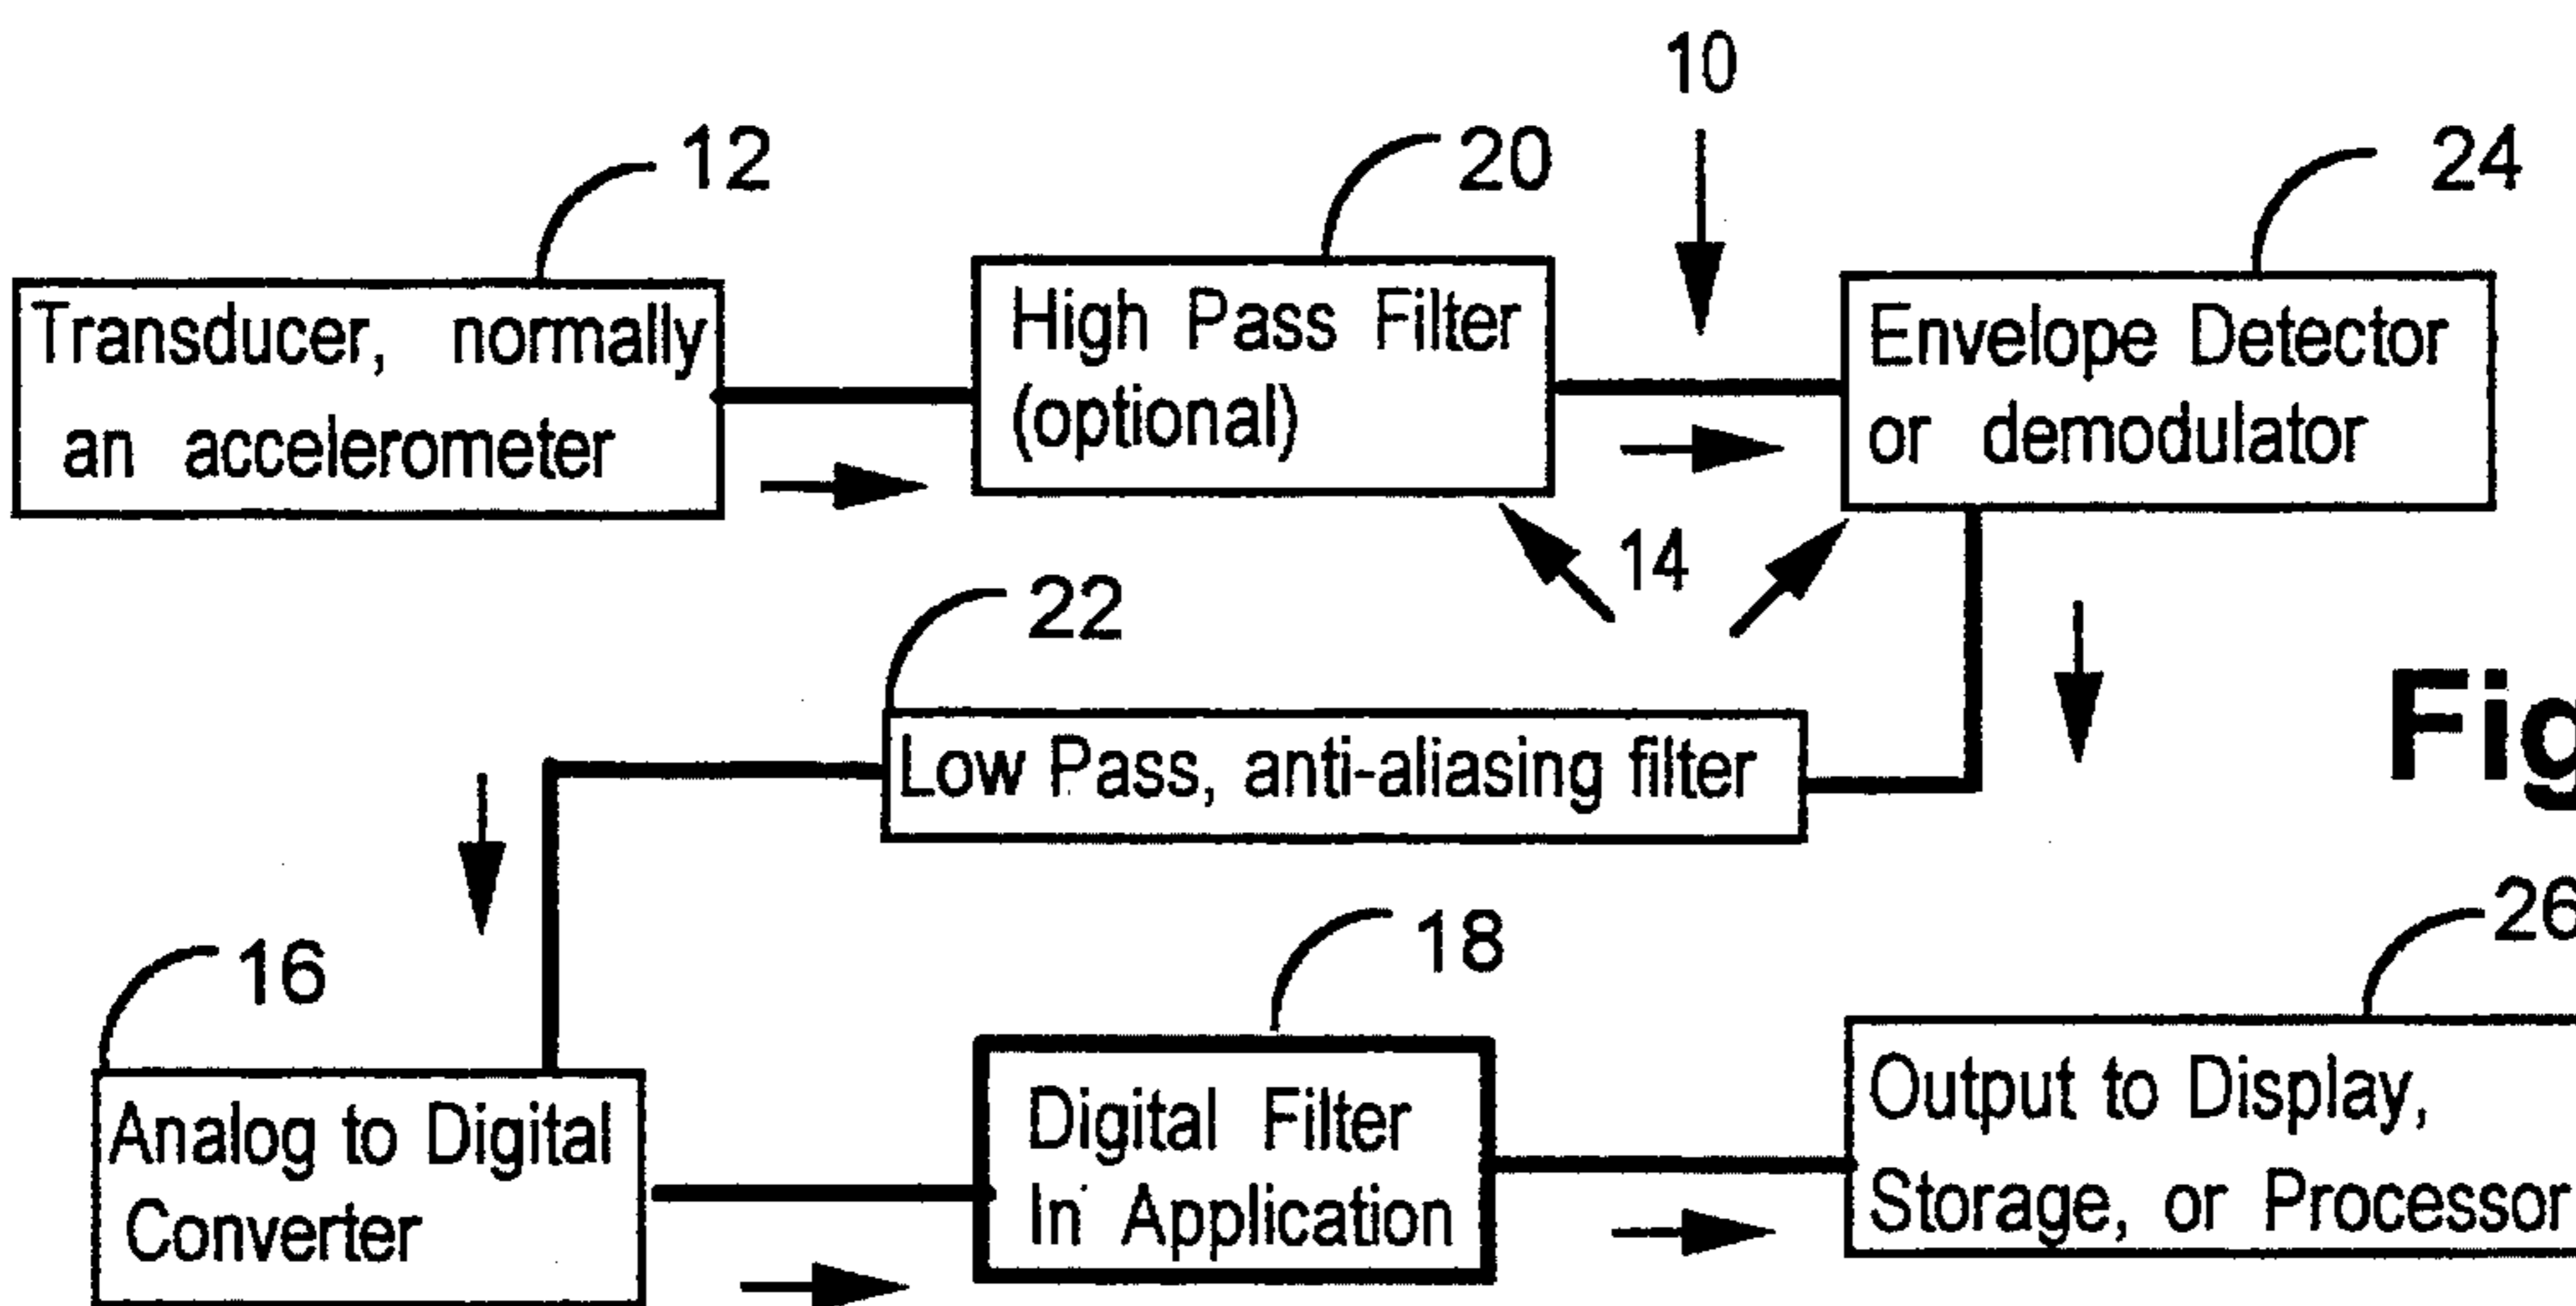 10
12
20
24
Transducer, normally
an accelerometer
High Pass Filter
(optional)
Envelope Detector
or demodulator
14
22
Low Pass, anti-aliasing filter
Fig
16
18
26
Analog to Digital
Converter
Digital Filter
In Application
Output to Display,
Storage, or Processor